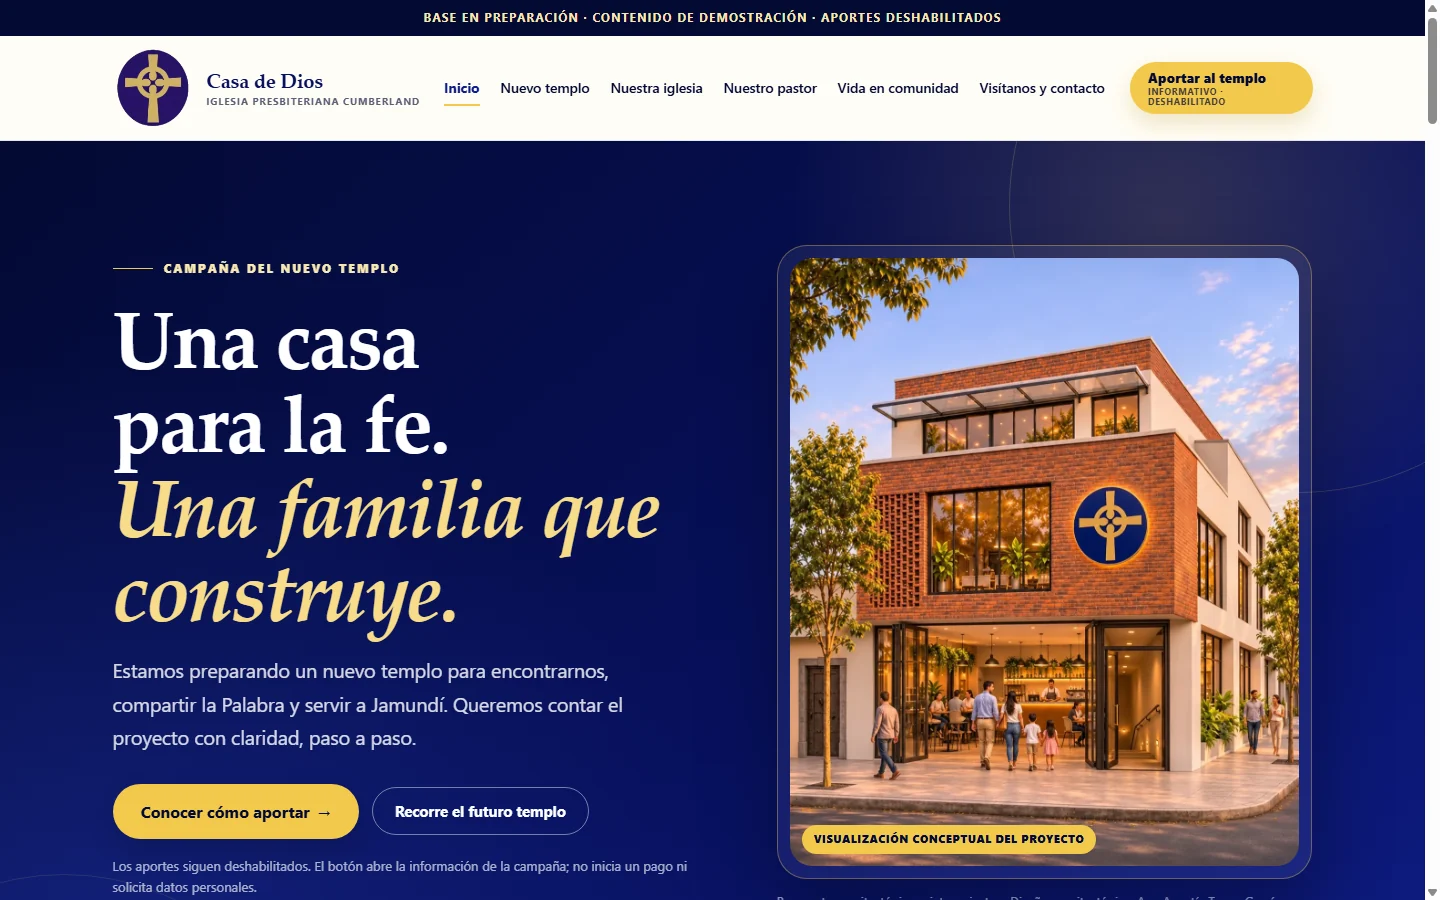 BASE EN PREPARACIÓN · CONTENIDO DE DEMOSTRACIÓN · APORTES DESHABILITADOS
Casa de Dios
IGLESIA PRESBITERIANA CUMBERLAND
Inicio
Nuevo templo
Nuestra iglesia
Nuestro pastor
Vida en comunidad
Visítanos y contacto
Aportar al templo
INFORMATIVO ·
DESHABILITADO
CAMPAÑA DEL NUEVO TEMPLO
Una casa
para la fe.
Una familia que
construye.
Estamos preparando un nuevo templo para encontrarnos,
compartir la Palabra y servir a Jamundí. Queremos contar el
proyecto con claridad, paso a paso.
Conocer cómo aportar →
Recorre el futuro templo
Los aportes siguen deshabilitados. El botón abre la información de la campaña; no inicia un pago ni
solicita datos personales.
VISUALIZACIÓN CONCEPTUAL DEL PROYECTO